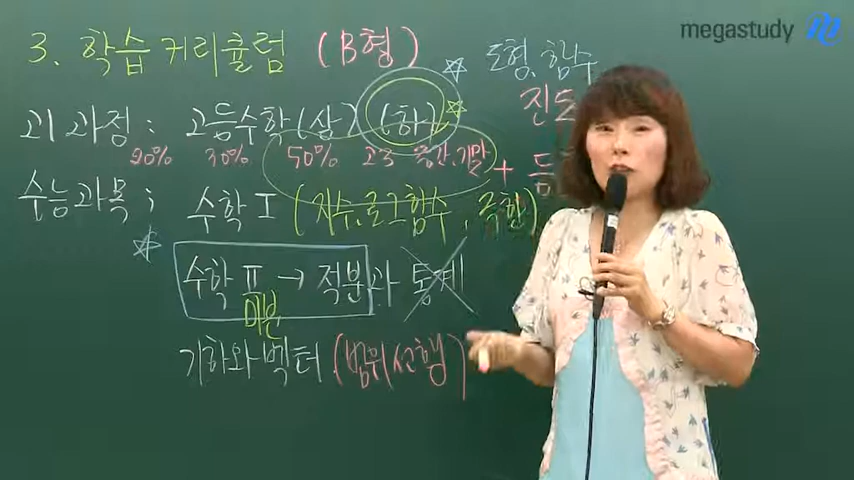 megastudy
3. 학습 커리큘럼 (B형)
도형, 함수
진도
고1 과정 : 고등수학(상) (하)
20% 30% 50% 고3 중간.기말
+
수능과목 : 수학 I (지수.로그함수, 극한)
수학 II → 적분과 통계
미분
기하와 벡터 (범위